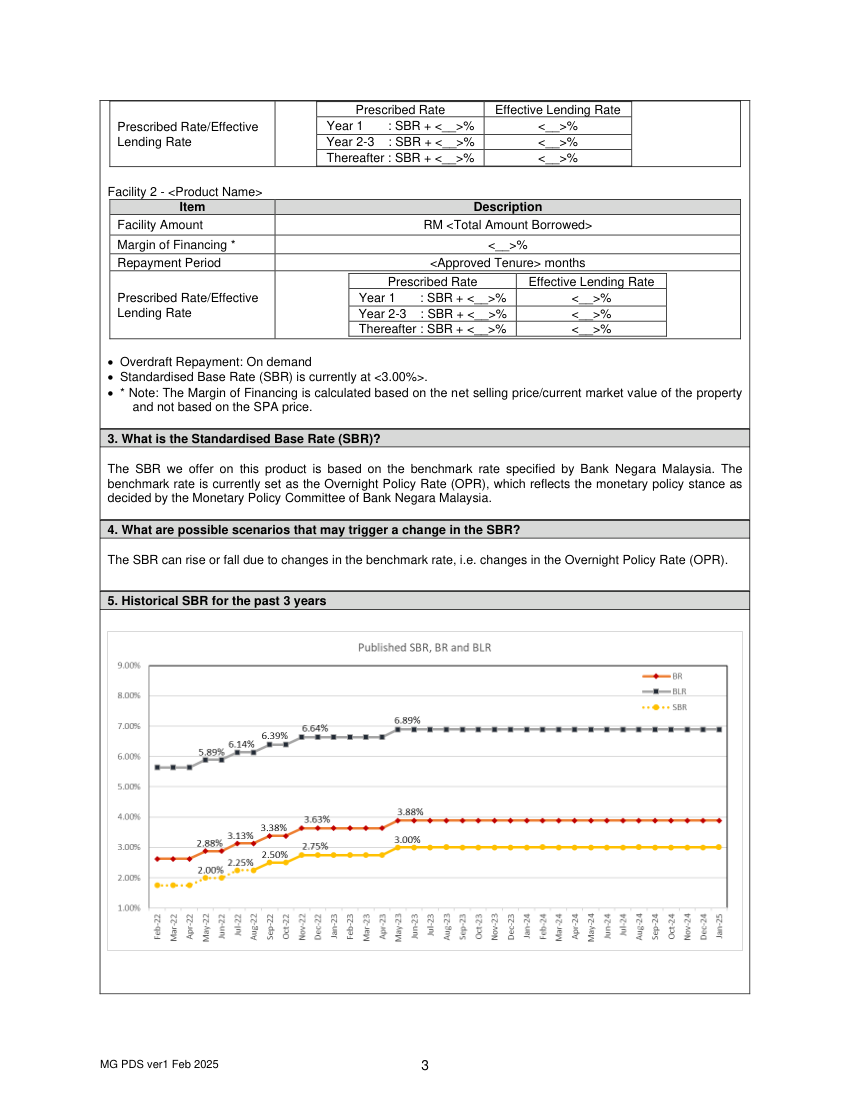 Prescribed Rate/Effective
Lending Rate
Prescribed Rate Effective Lending Rate
Year 1 : SBR + <__>% <__>%
Year 2-3 : SBR + <__>% <__>%
Thereafter : SBR + <__>% <__>%
Facility 2 - <Product Name>
Item Description
Facility Amount RM <Total Amount Borrowed>
Margin of Financing * <__>%
Repayment Period <Approved Tenure> months
Prescribed Rate/Effective
Lending Rate
Prescribed Rate Effective Lending Rate
Year 1 : SBR + <__>% <__>%
Year 2-3 : SBR + <__>% <__>%
Thereafter : SBR + <__>% <__>%
• Overdraft Repayment: On demand
• Standardised Base Rate (SBR) is currently at <3.00%>.
• * Note: The Margin of Financing is calculated based on the net selling price/current market value of the property
and not based on the SPA price.
3. What is the Standardised Base Rate (SBR)?
The SBR we offer on this product is based on the benchmark rate specified by Bank Negara Malaysia. The
benchmark rate is currently set as the Overnight Policy Rate (OPR), which reflects the monetary policy stance as
decided by the Monetary Policy Committee of Bank Negara Malaysia.
4. What are possible scenarios that may trigger a change in the SBR?
The SBR can rise or fall due to changes in the benchmark rate, i.e. changes in the Overnight Policy Rate (OPR).
5. Historical SBR for the past 3 years
Published SBR, BR and BLR
9.00%
8.00%
7.00%
6.00%
5.00%
4.00%
3.00%
2.00%
1.00%
BR
BLR
SBR
5.89% 6.14% 6.39% 6.64% 6.89%
2.88% 3.13% 3.38% 3.63% 3.88%
2.00% 2.25% 2.50% 2.75% 3.00%
Feb-22 Mar-22 Apr-22 May-22 Jun-22 Jul-22 Aug-22 Sep-22 Oct-22 Nov-22 Dec-22 Jan-23 Feb-23 Mar-23 Apr-23 May-23 Jun-23 Jul-23 Aug-23 Sep-23 Oct-23 Nov-23 Dec-23 Jan-24 Feb-24 Mar-24 Apr-24 May-24 Jun-24 Jul-24 Aug-24 Sep-24 Oct-24 Nov-24 Dec-24 Jan-25
MG PDS ver1 Feb 2025
3